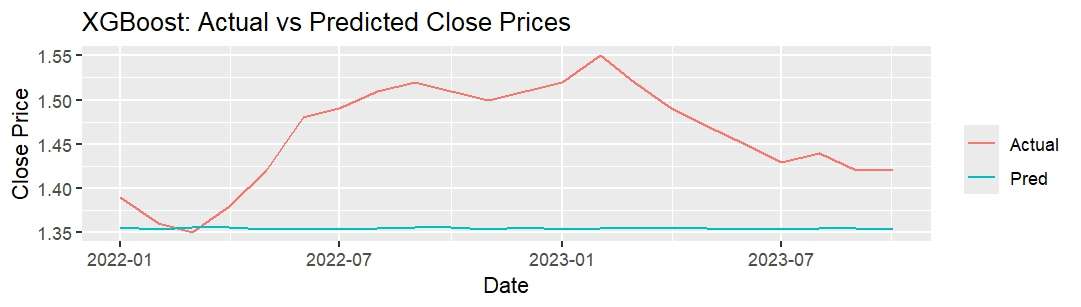 XGBoost: Actual vs Predicted Close Prices
1.55
1.50
1.45
1.40
1.35
Close Price
2022-01
2022-07
2023-01
2023-07
Date
Actual
Pred